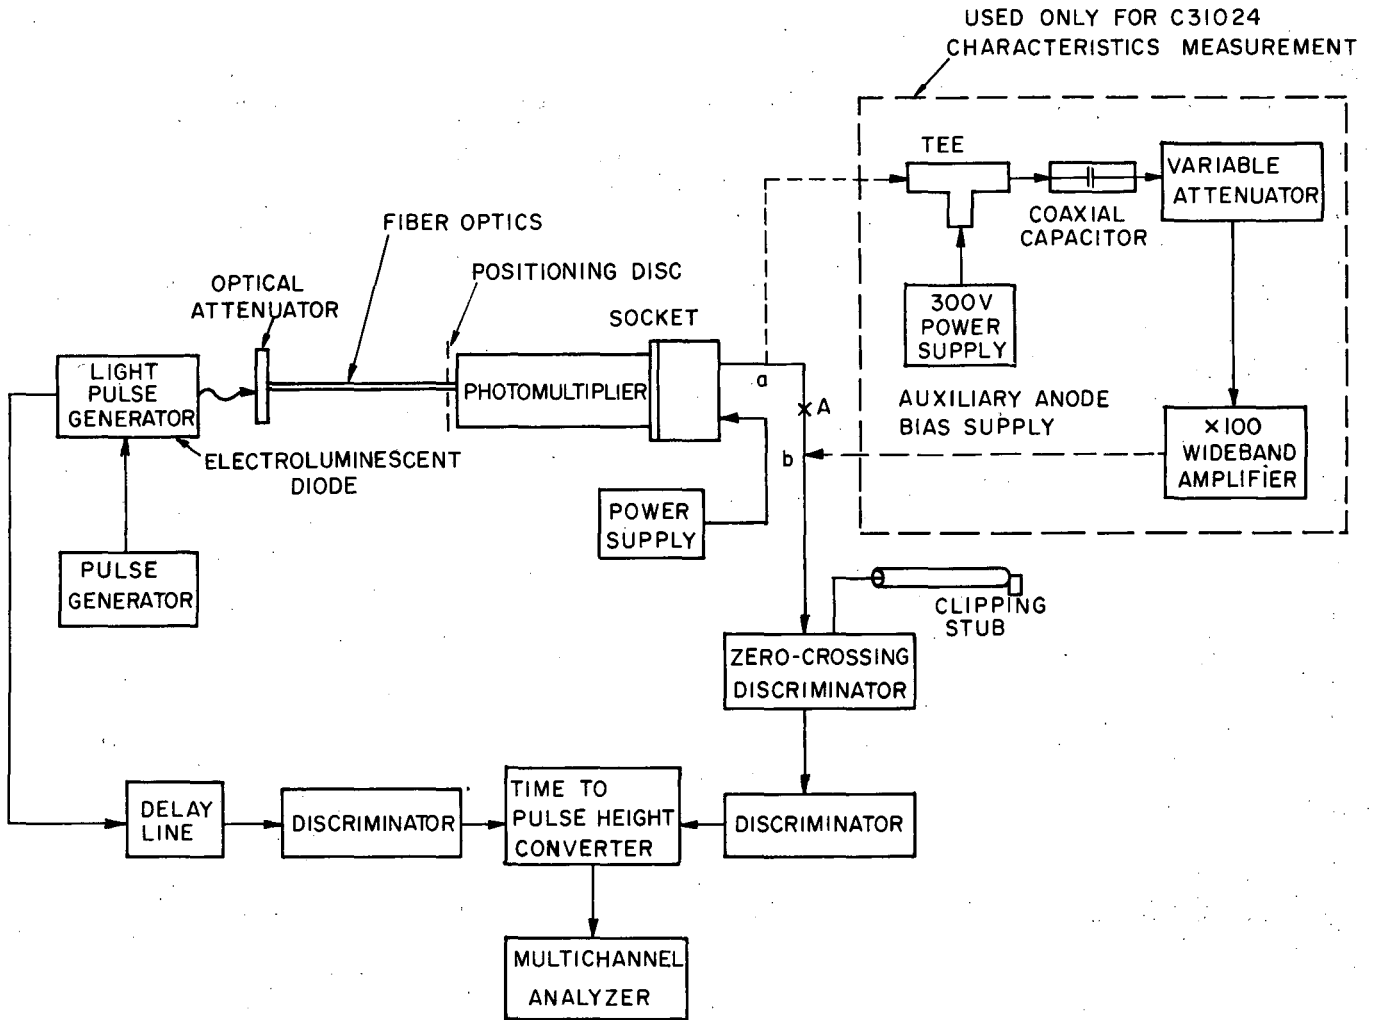 USED ONLY FOR C31024
CHARACTERISTICS MEASUREMENT
TEE
VARIABLE
ATTENUATOR
COAXIAL
CAPACITOR
FIBER OPTICS
POSITIONING DISC
OPTICAL
ATTENUATOR
SOCKET
300V
POWER
SUPPLY
LIGHT
PULSE
GENERATOR
PHOTOMULTIPLIER
a
A
AUXILIARY ANODE
BIAS SUPPLY
×100
WIDEBAND
AMPLIFIER
b
ELECTROLUMINESCENT
DIODE
POWER
SUPPLY
PULSE
GENERATOR
CLIPPING
STUB
ZERO-CROSSING
DISCRIMINATOR
DELAY
LINE
DISCRIMINATOR
TIME TO
PULSE HEIGHT
CONVERTER
DISCRIMINATOR
MULTICHANNEL
ANALYZER